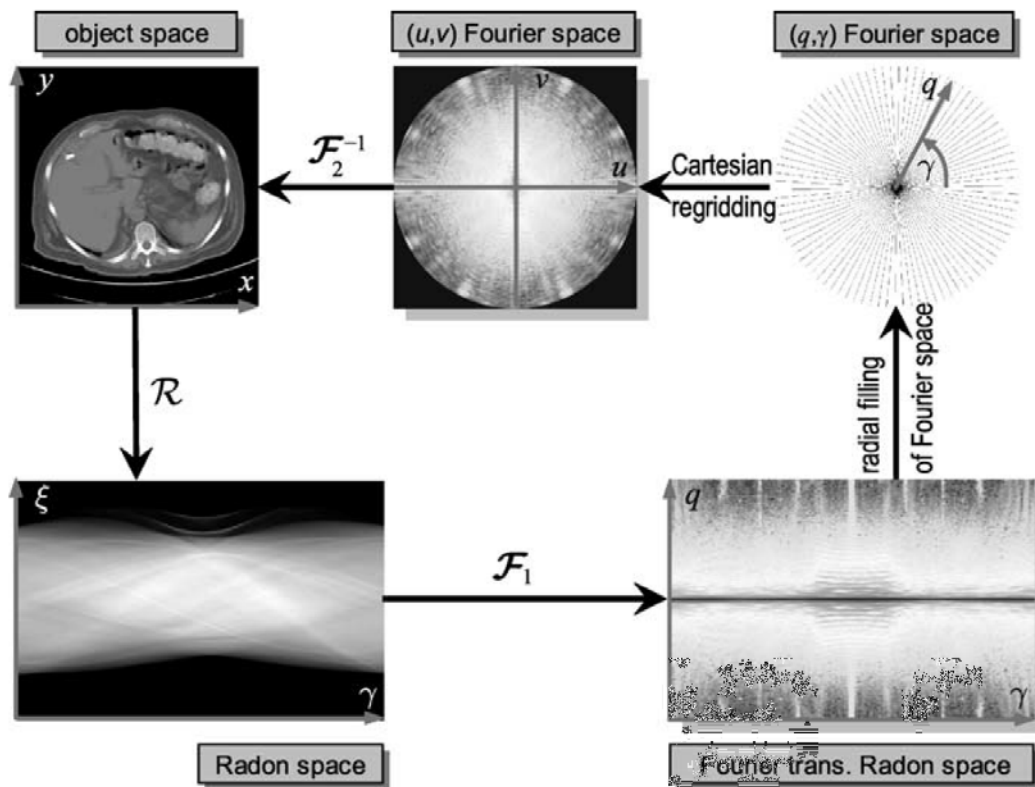 object space
(u,v) Fourier space
(q,γ) Fourier space
y
x
𝓕₂⁻¹
v
u
Cartesian
regridding
q
γ
𝓡
radial filling
of Fourier space
ξ
γ
𝓕₁
q
γ
Radon space
Fourier trans. Radon space